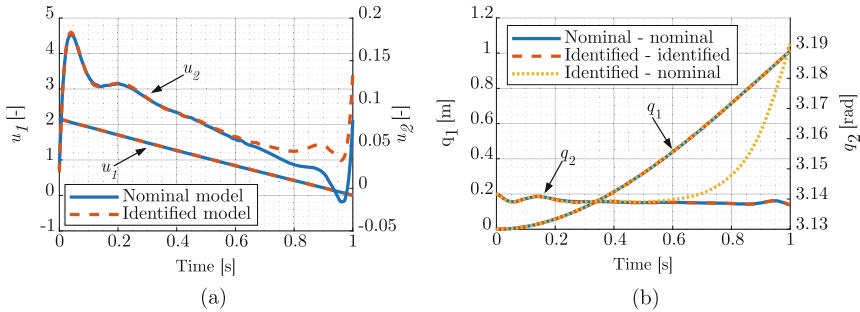 5
4
3
2
1
0
-1
u1 [-]
0.2
0.15
0.1
0.05
0
-0.05
u2 [-]
u2
u1
Nominal model
Identified model
0
0.2
0.4
0.6
0.8
1
Time [s]
(a)
1.2
1
0.8
0.6
0.4
0.2
0
q1 [m]
Nominal - nominal
Identified - identified
Identified - nominal
q1
q2
3.19
3.18
3.17
3.16
3.15
3.14
3.13
q2 [rad]
0
0.2
0.4
0.6
0.8
1
Time [s]
(b)